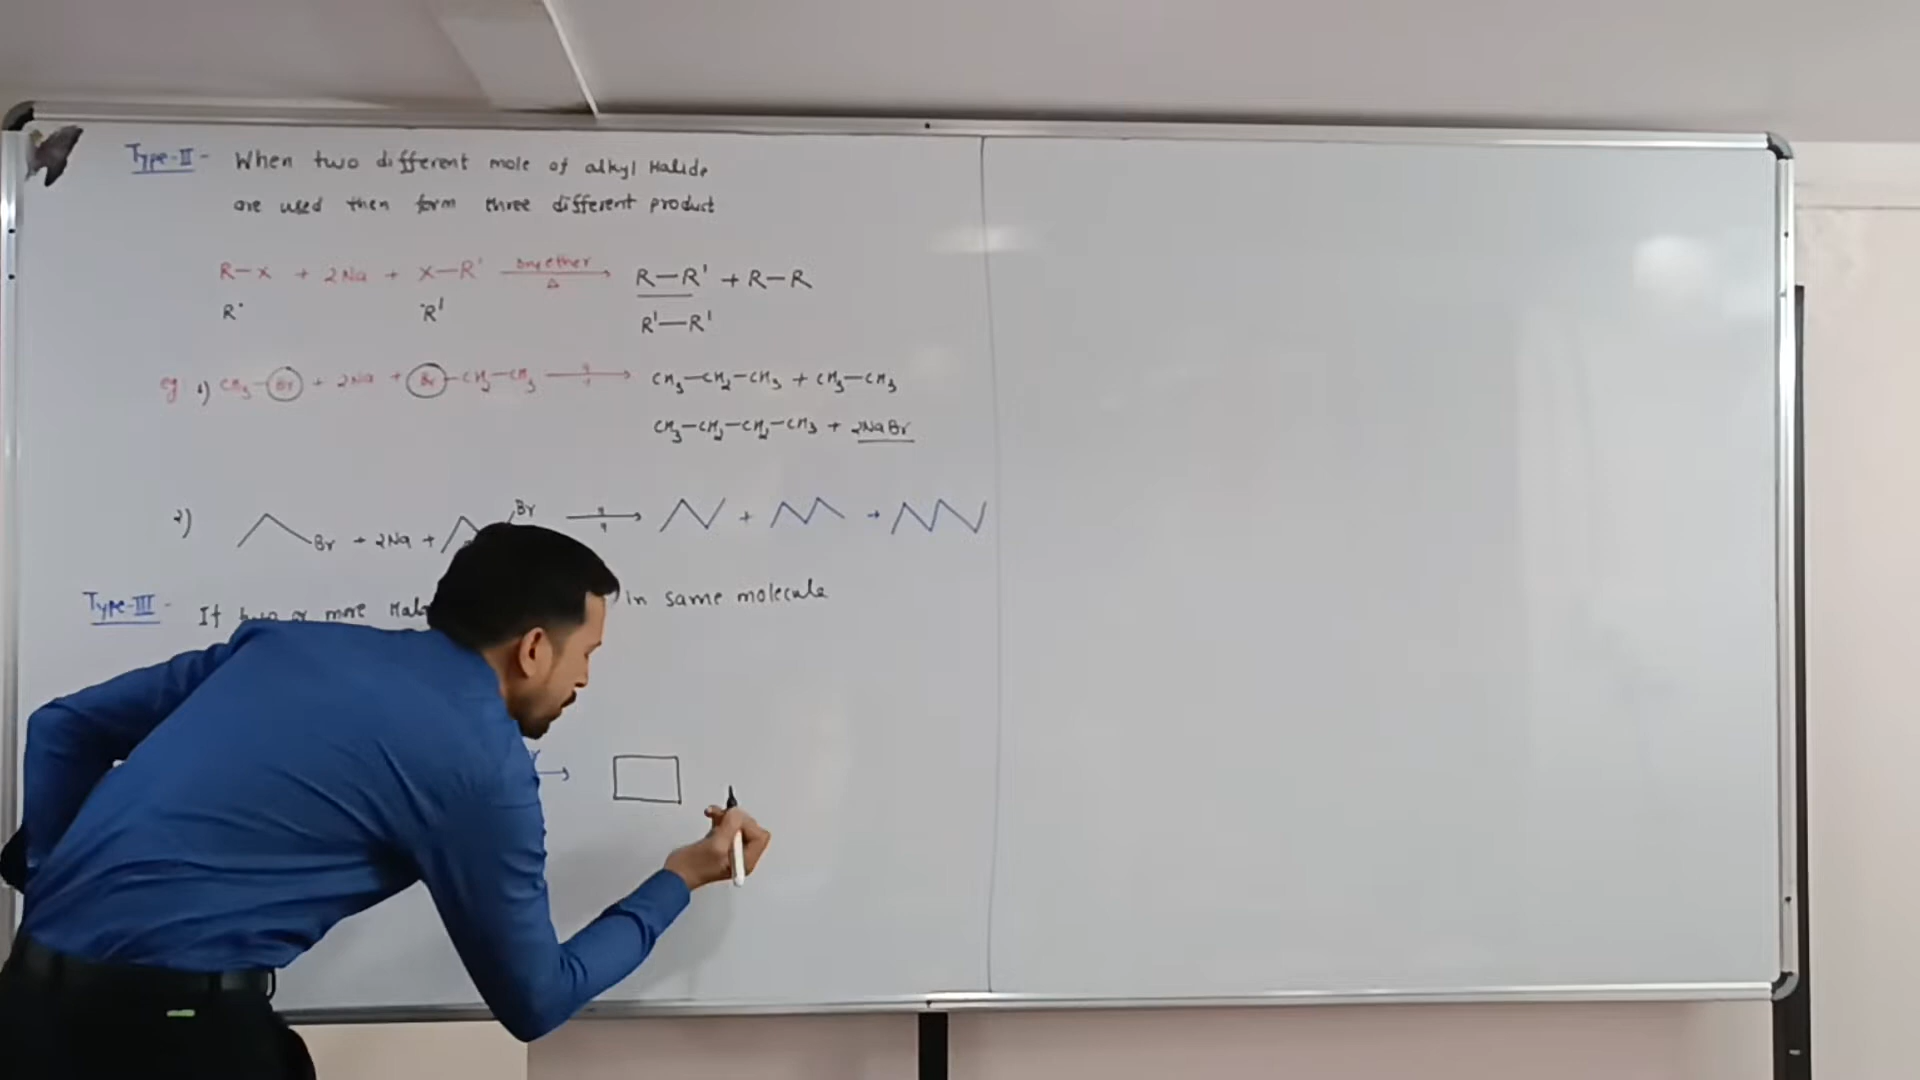 Type-II - When two different mole of alkyl Halide
are used then form three different product
R—X + 2Na + X—R' Dry ether Δ → R—R' + R—R
R• •R' R'—R'
eg 1) CH3—Br + 2Na + Br—CH2—CH3 → CH3—CH2—CH3 + CH3—CH3
CH3—CH2—CH2—CH3 + 2NaBr
2) Br + 2Na + Br → + +
Type-III - If two or more in same molecule